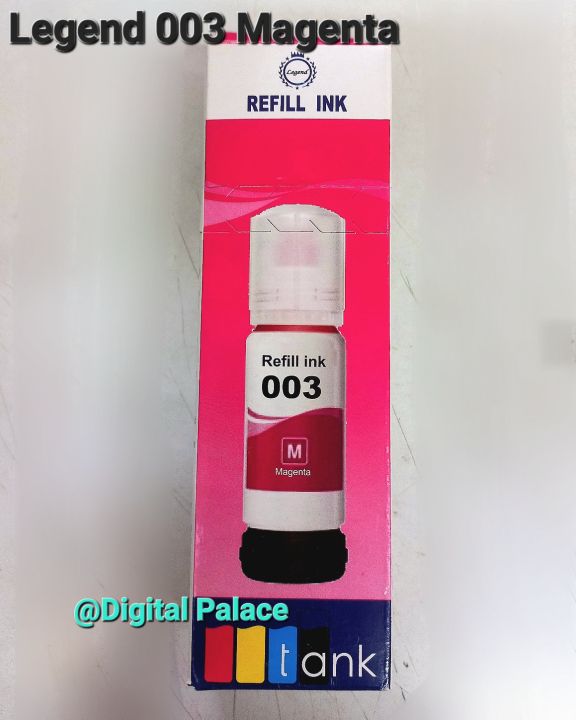 Legend 003 Magenta
Legend
REFILL INK
Refill ink
003
M
Magenta
@Digital Palace
tank